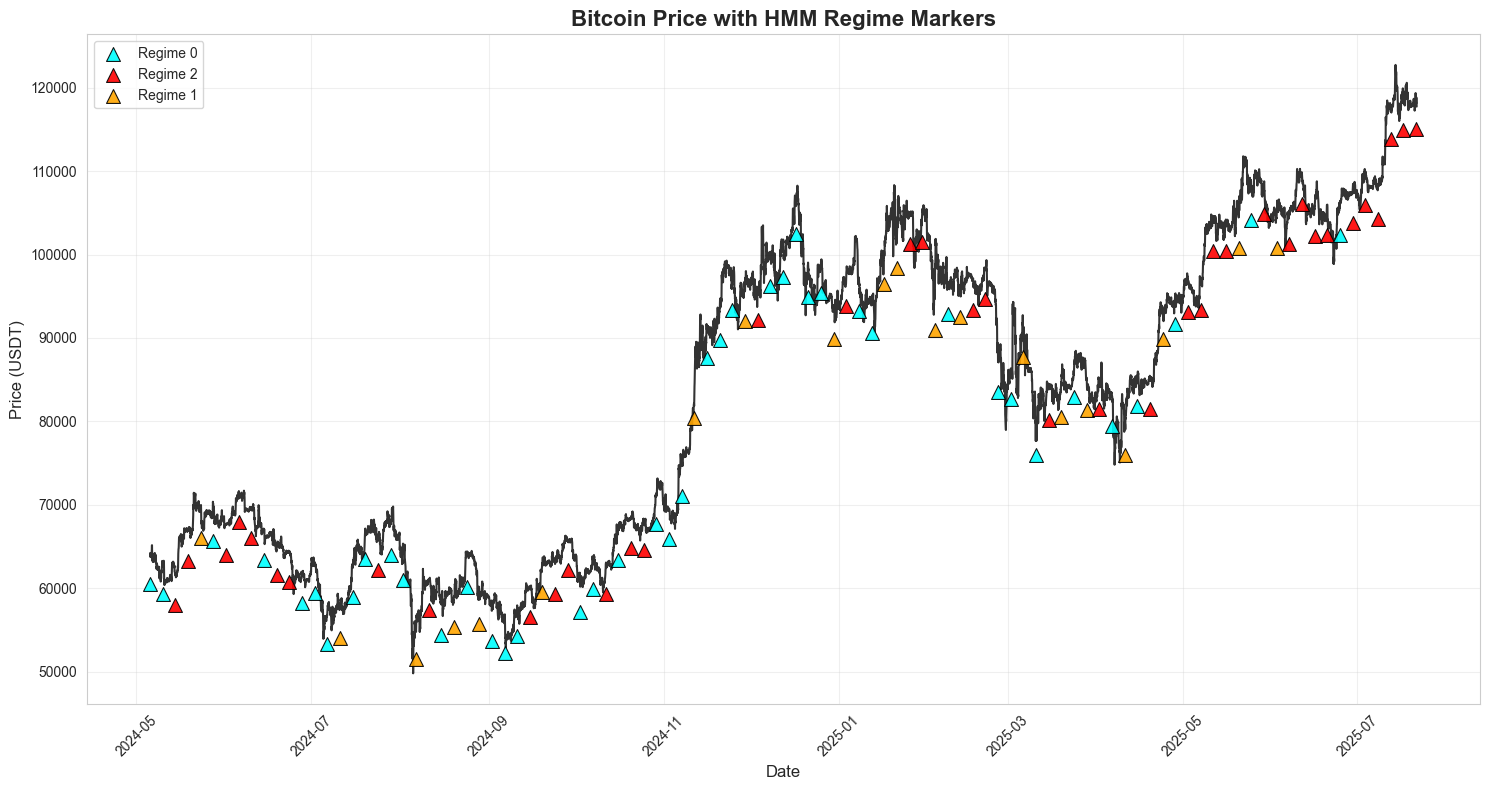 Bitcoin Price with HMM Regime Markers
Regime 0
Regime 2
Regime 1
Price (USDT)
120000
110000
100000
90000
80000
70000
60000
50000
2024-05
2024-07
2024-09
2024-11
2025-01
2025-03
2025-05
2025-07
Date